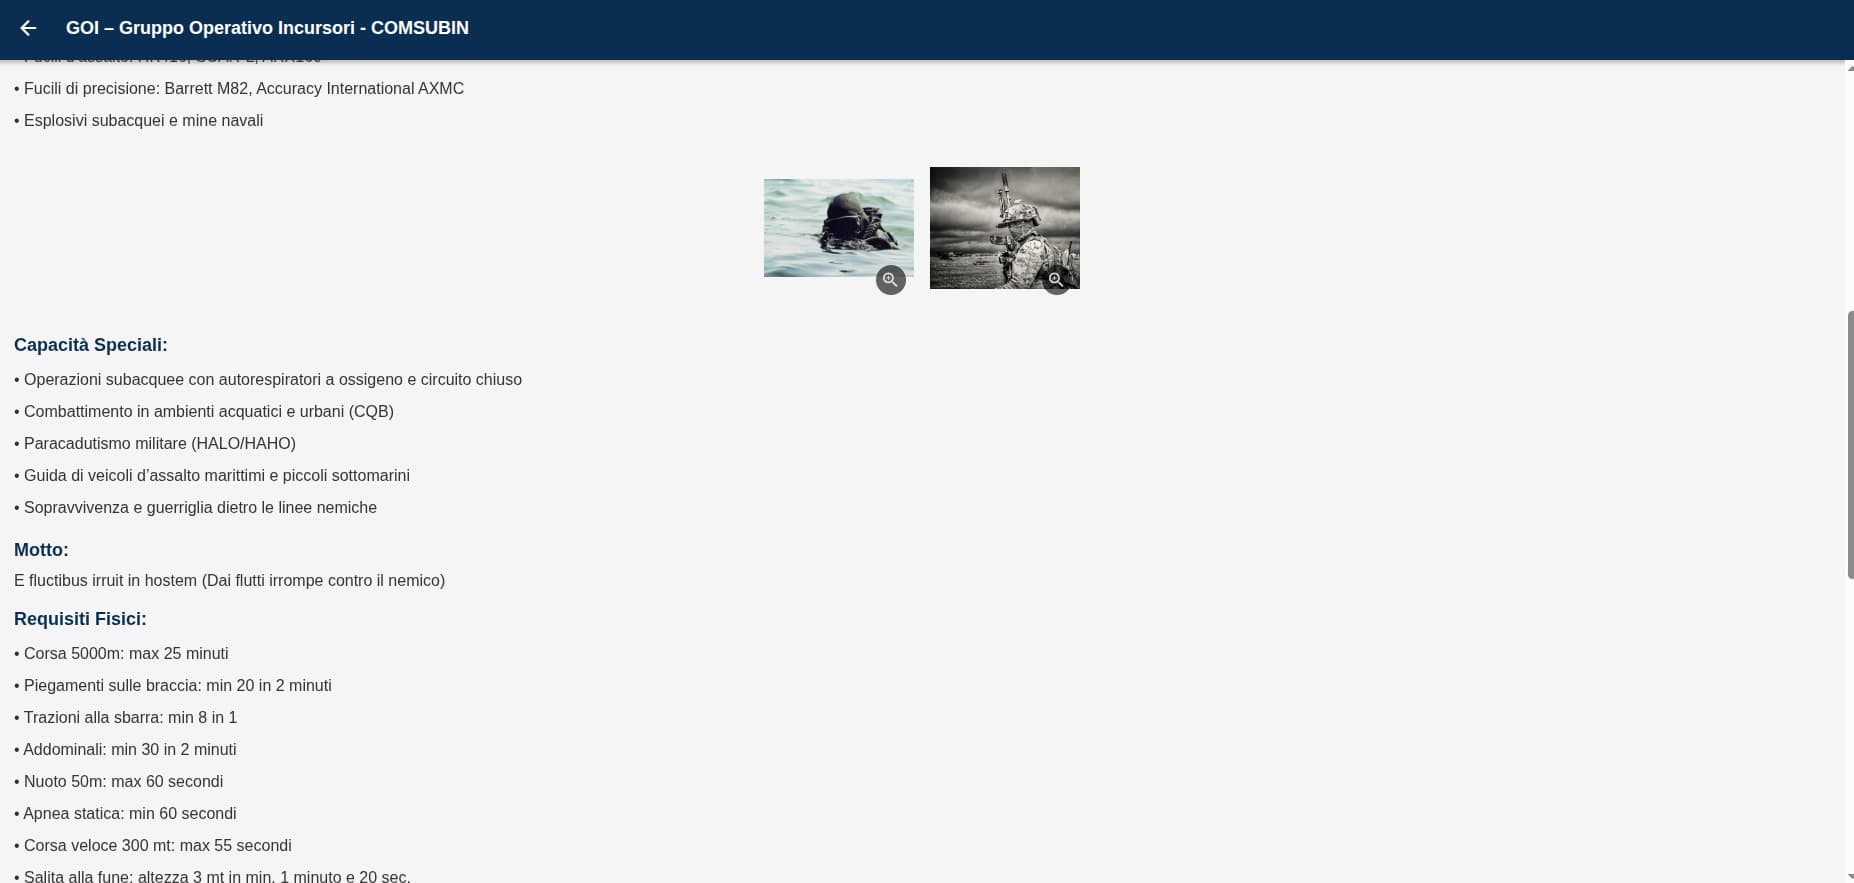 GOI – Gruppo Operativo Incursori - COMSUBIN
• Fucili di precisione: Barrett M82, Accuracy International AXMC
• Esplosivi subacquei e mine navali
Capacità Speciali:
• Operazioni subacquee con autorespiratori a ossigeno e circuito chiuso
• Combattimento in ambienti acquatici e urbani (CQB)
• Paracadutismo militare (HALO/HAHO)
• Guida di veicoli d’assalto marittimi e piccoli sottomarini
• Sopravvivenza e guerriglia dietro le linee nemiche
Motto:
E fluctibus irruit in hostem (Dai flutti irrompe contro il nemico)
Requisiti Fisici:
• Corsa 5000m: max 25 minuti
• Piegamenti sulle braccia: min 20 in 2 minuti
• Trazioni alla sbarra: min 8 in 1
• Addominali: min 30 in 2 minuti
• Nuoto 50m: max 60 secondi
• Apnea statica: min 60 secondi
• Corsa veloce 300 mt: max 55 secondi
• Salita alla fune: altezza 3 mt in min. 1 minuto e 20 sec.